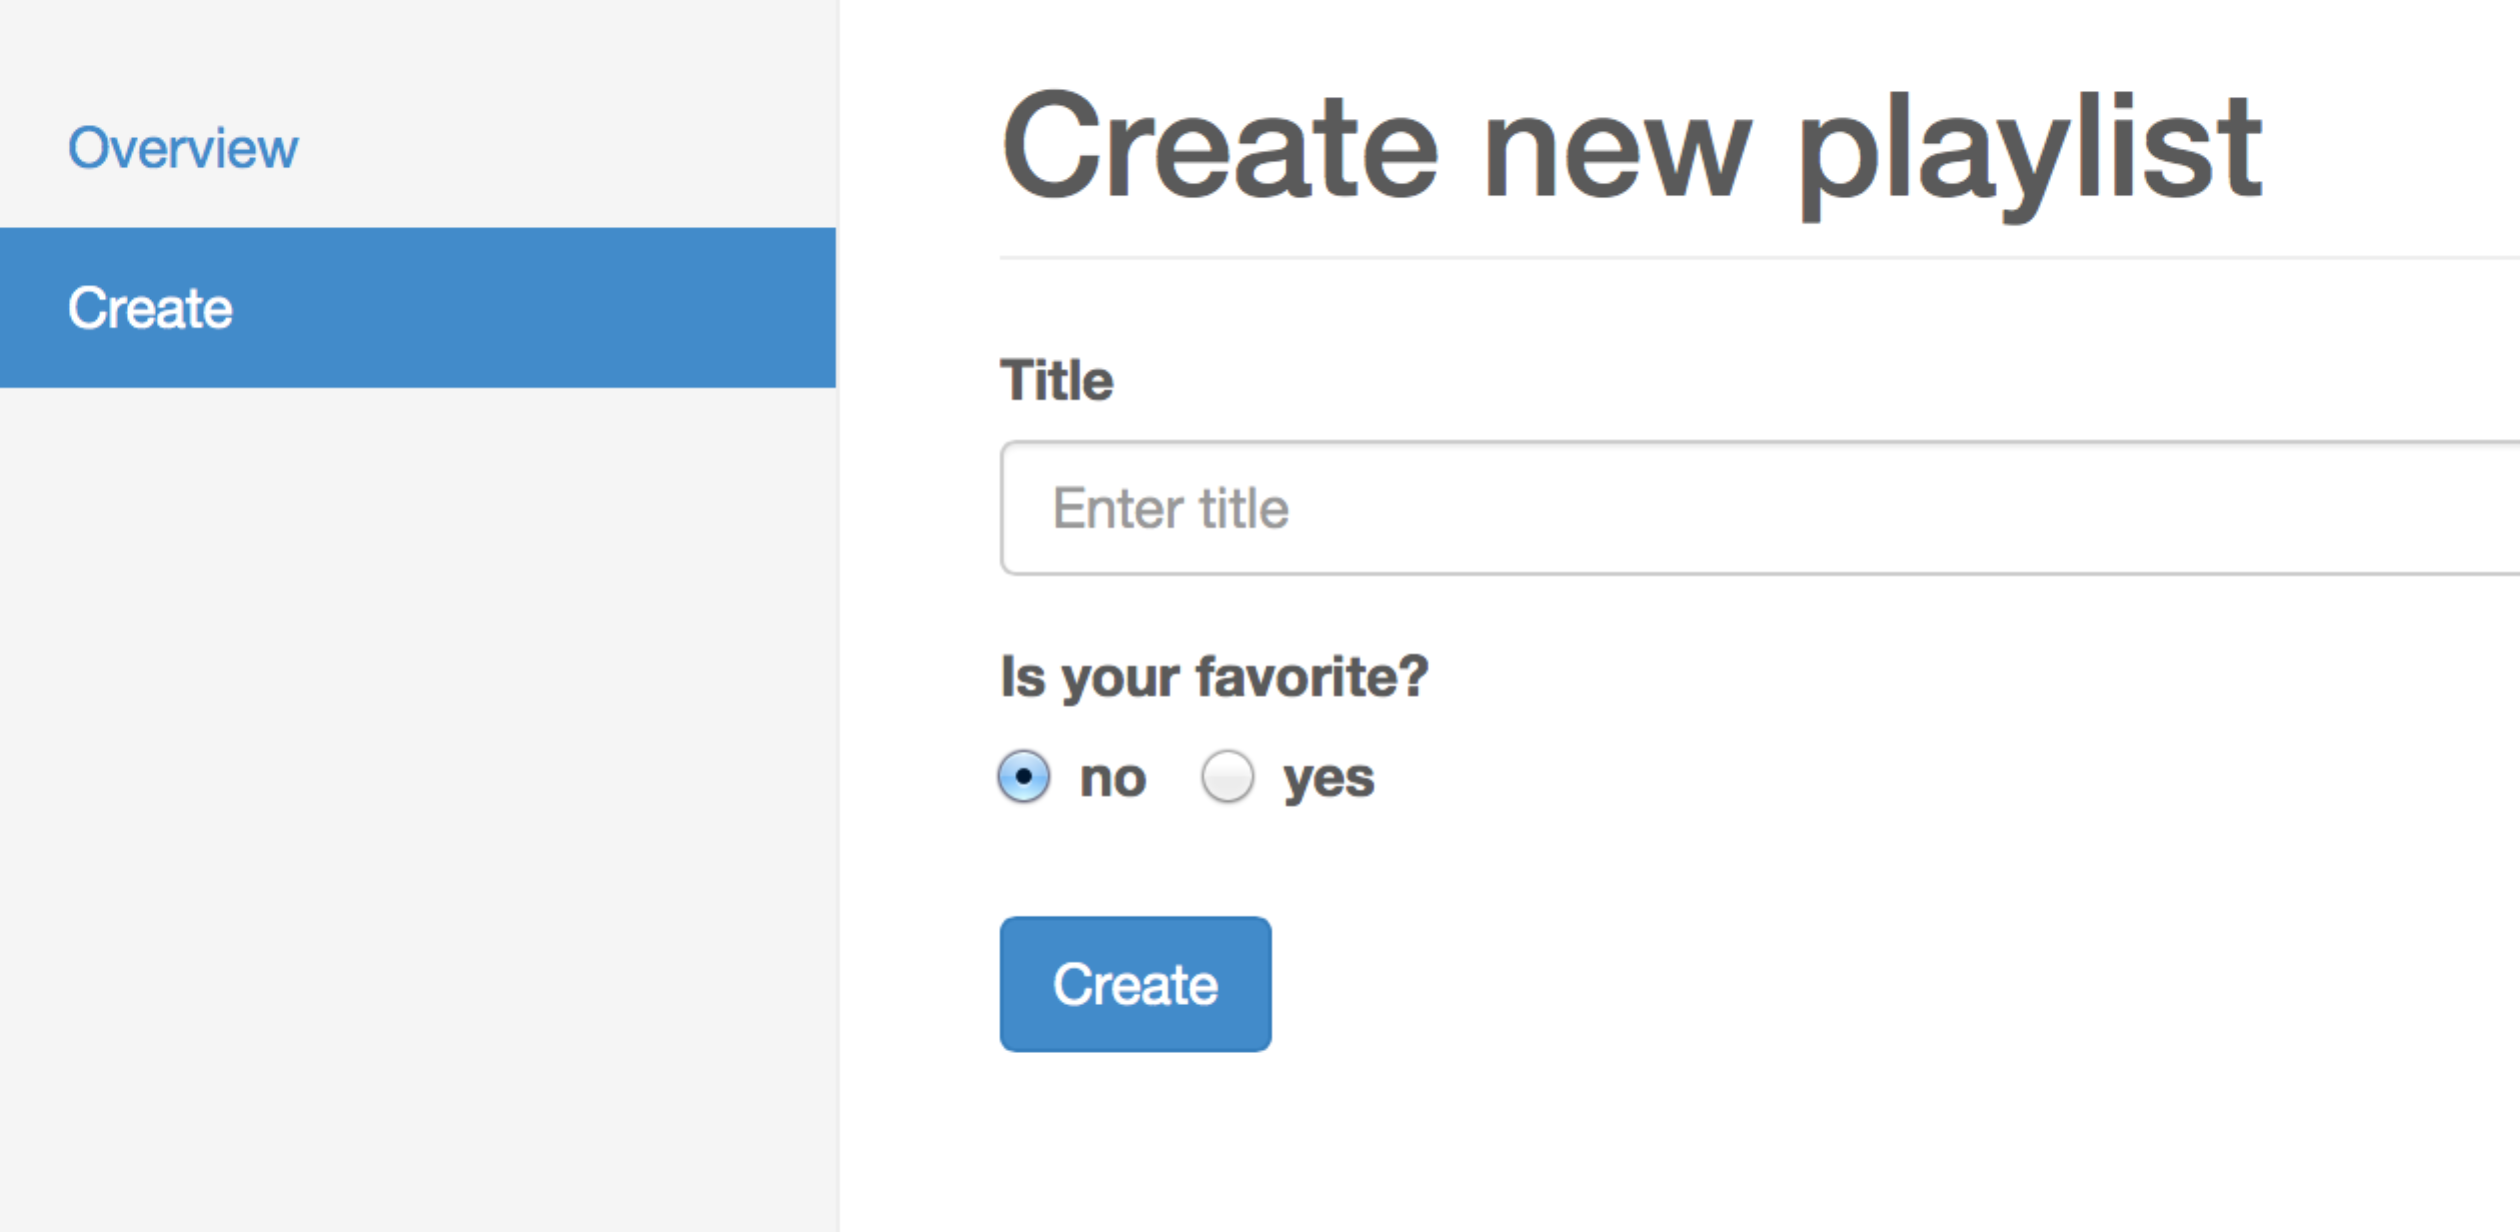 Overview
Create
Create new playlist
Title
Enter title
Is your favorite?
no yes
Create